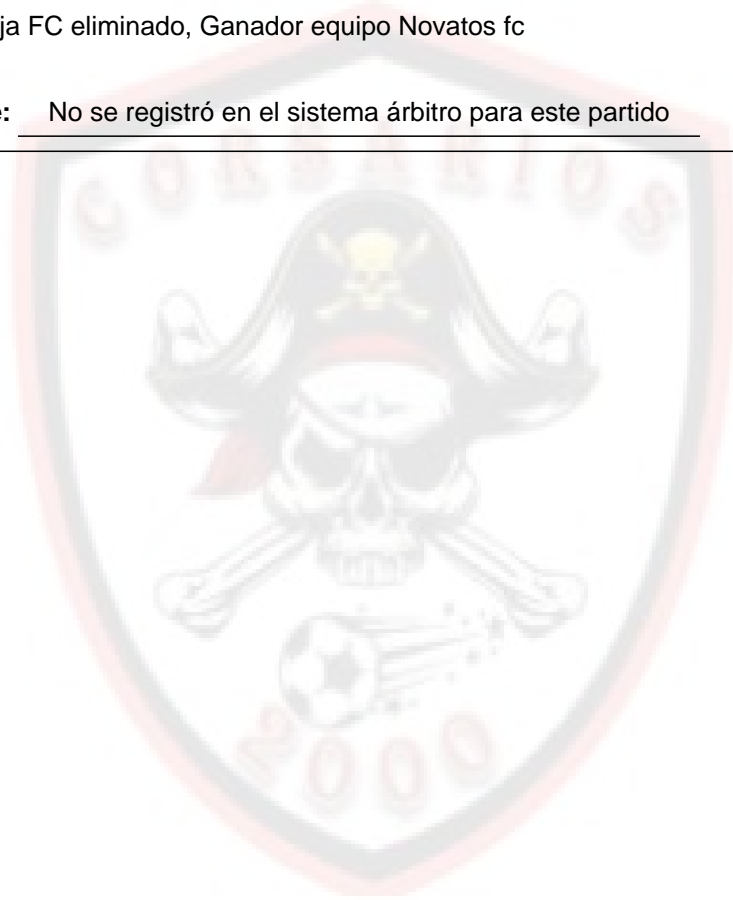 ja FC eliminado, Ganador equipo Novatos fc
: No se registró en el sistema árbitro para este partido
CORSARIOS
2000